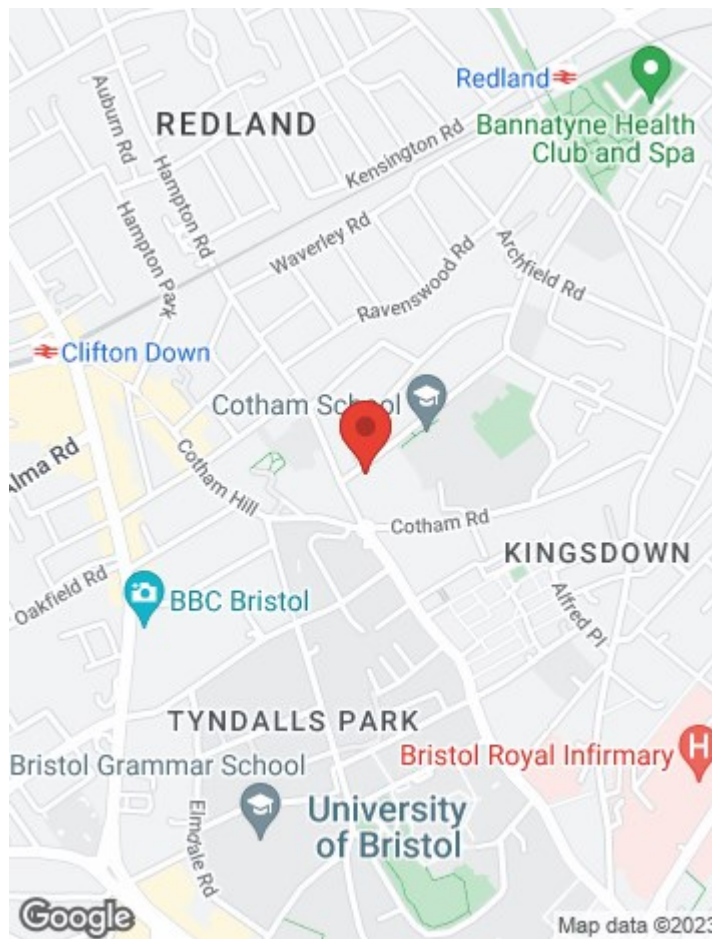 Redland
REDLAND
Bannatyne Health
Club and Spa
Auburn Rd
Hampton Rd
Kensington Rd
Hampton Park
Waverley Rd
Archfield Rd
Ravenswood Rd
Clifton Down
Cotham School
Alma Rd
Cotham Hill
Cotham Rd
KINGSDOWN
Oakfield Rd
BBC Bristol
Alfred Pl
TYNDALLS PARK
Bristol Royal Infirmary
H
Bristol Grammar School
Elmdale Rd
University
of Bristol
Google
Map data ©2023